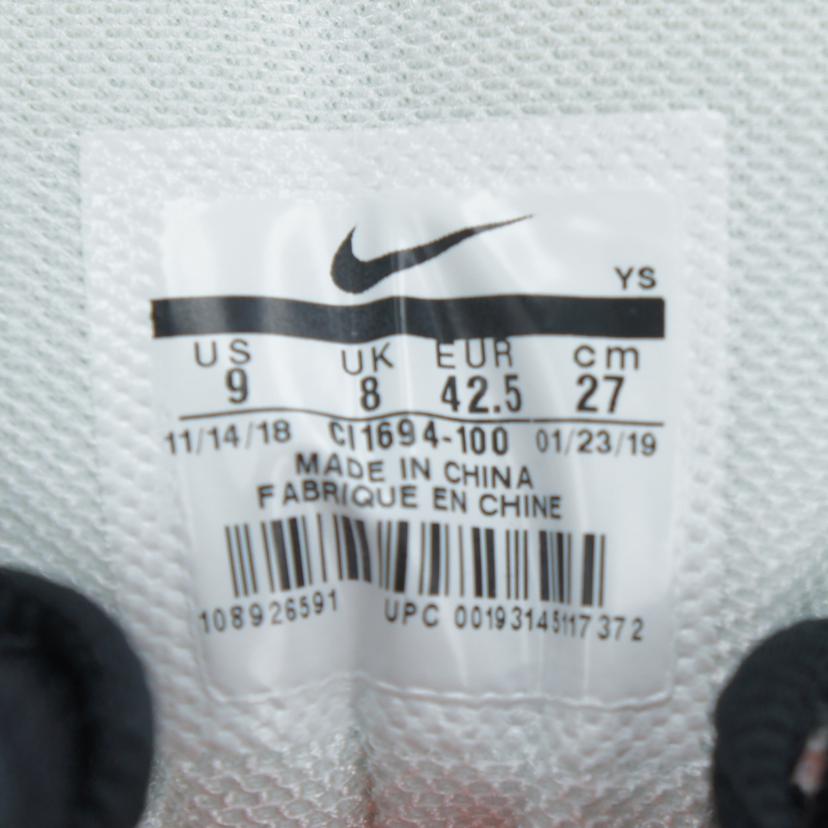 YS
US UK EUR cm
9 8 42.5 27
11/14/18 CI1694-100 01/23/19
MADE IN CHINA
FABRIQUE EN CHINE
108926591 UPC 00193145117372